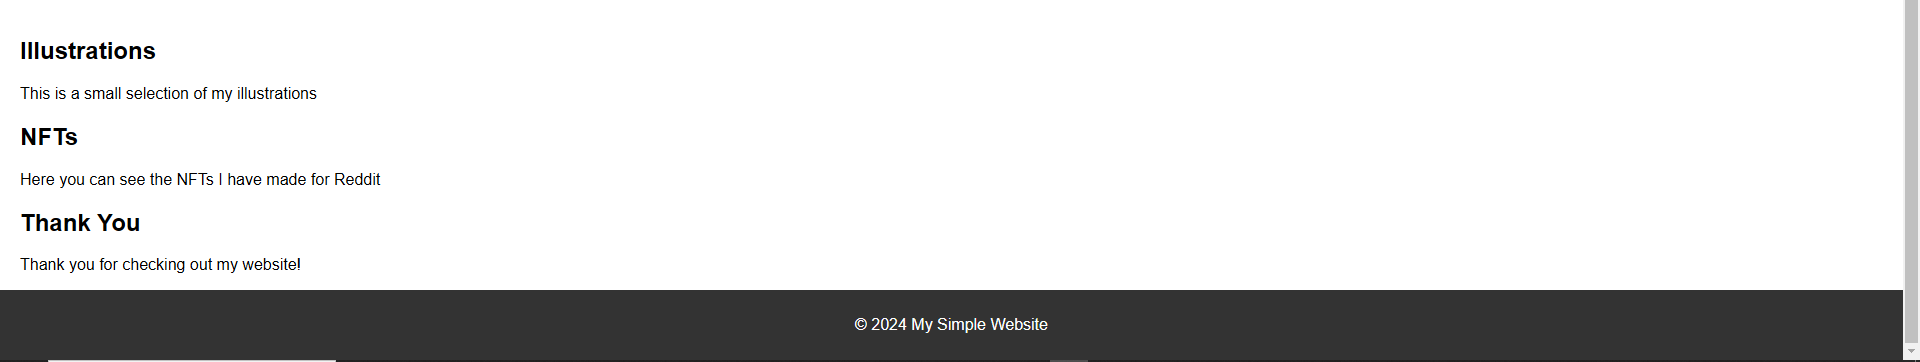 Illustrations
This is a small selection of my illustrations
NFTs
Here you can see the NFTs I have made for Reddit
Thank You
Thank you for checking out my website!
© 2024 My Simple Website